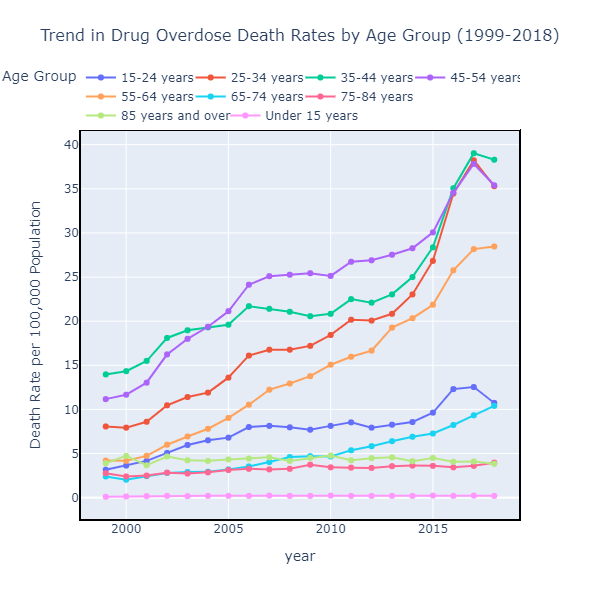 Trend in Drug Overdose Death Rates by Age Group (1999-2018)
Age Group 15-24 years 25-34 years 35-44 years 45-54 years
55-64 years 65-74 years 75-84 years
85 years and over Under 15 years
40
35
30
25
20
15
10
5
0
Death Rate per 100,000 Population
2000 2005 2010 2015
year